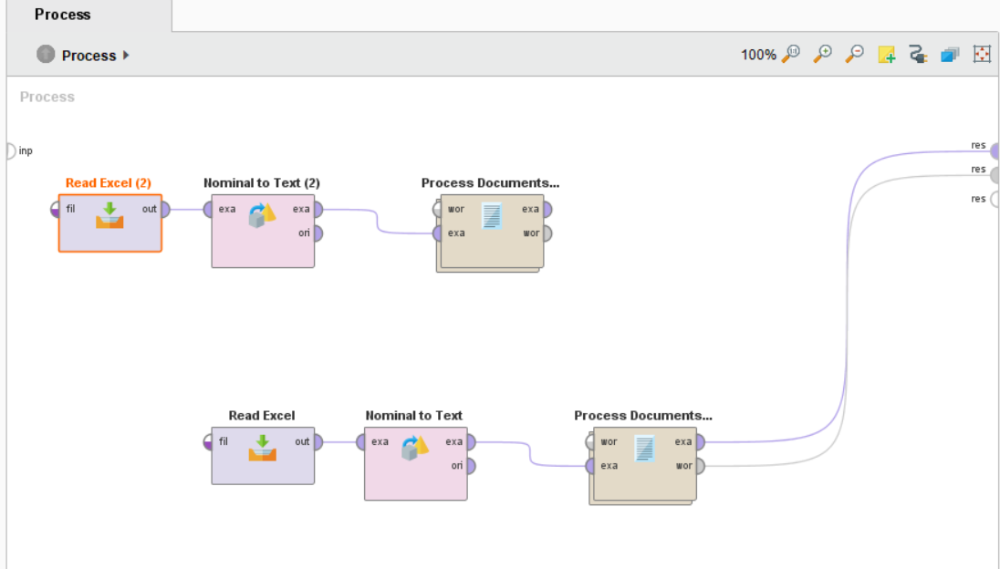 Process
Process
100%
Process
inp
res
res
res
Read Excel (2)
Nominal to Text (2)
Process Documents...
fil out
exa exa
ori
wor exa
exa wor
Read Excel
Nominal to Text
Process Documents...
fil out
exa exa
ori
wor exa
exa wor